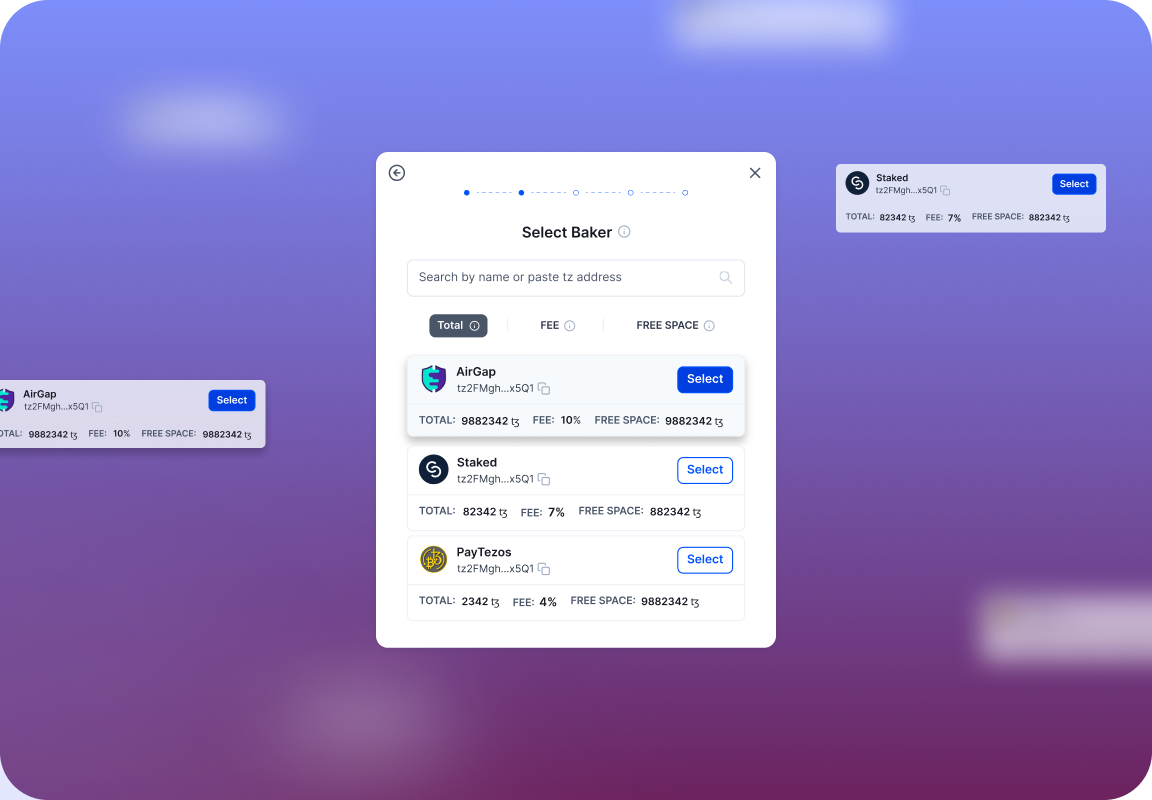 Select Baker
Search by name or paste tz address
Total FEE FREE SPACE
AirGap
tz2FMgh...x5Q1
Select
TOTAL: 9882342 ꜩ FEE: 10% FREE SPACE: 9882342 ꜩ
Staked
tz2FMgh...x5Q1
Select
TOTAL: 82342 ꜩ FEE: 7% FREE SPACE: 882342 ꜩ
PayTezos
tz2FMgh...x5Q1
Select
TOTAL: 2342 ꜩ FEE: 4% FREE SPACE: 9882342 ꜩ
Staked
tz2FMgh...x5Q1
Select
TOTAL: 82342 ꜩ FEE: 7% FREE SPACE: 882342 ꜩ
AirGap
tz2FMgh...x5Q1
Select
OTAL: 9882342 ꜩ FEE: 10% FREE SPACE: 9882342 ꜩ